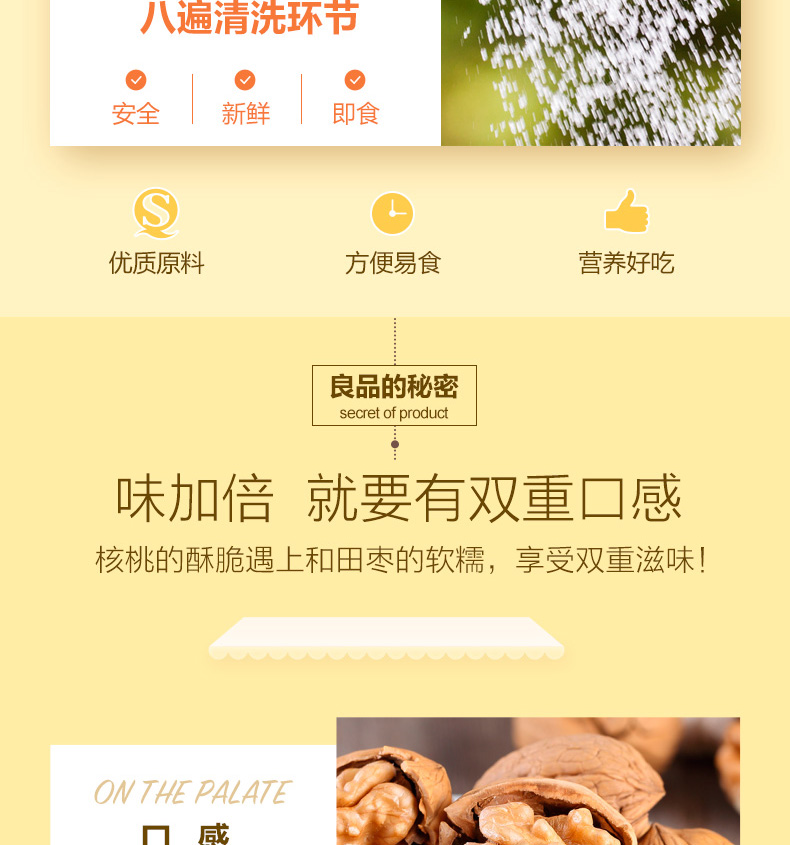 八遍清洗环节
安全 新鲜 即食
优质原料 方便易食 营养好吃
良品的秘密
secret of product
味加倍 就要有双重口感
核桃的酥脆遇上和田枣的软糯，享受双重滋味！
ON THE PALATE
口 感